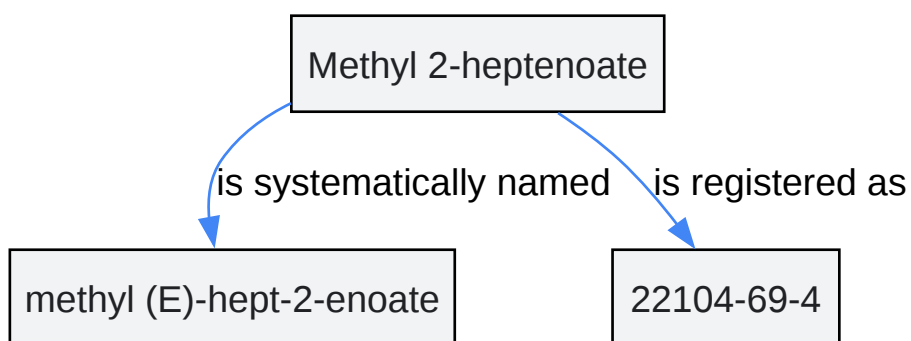 Methyl 2-heptenoate
is systematically named
is registered as
methyl (E)-hept-2-enoate
22104-69-4